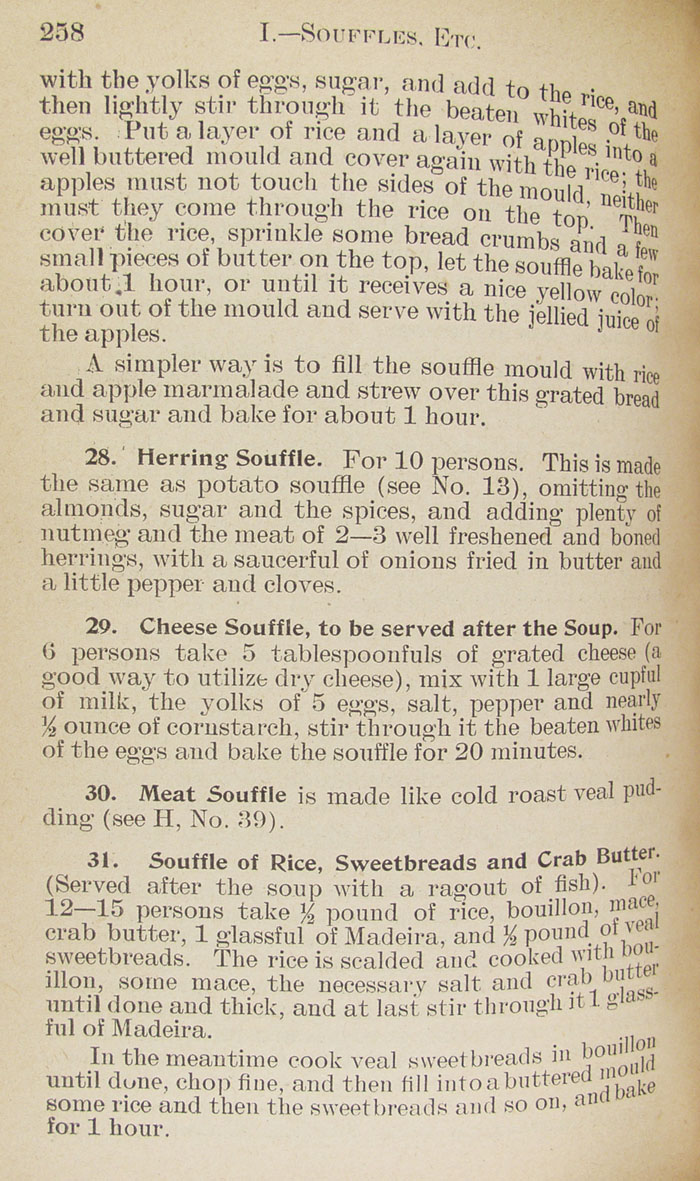 258 I.—Souffles, Etc.
with the yolks of eggs, sugar, and add to the rice, and
then lightly stir through it the beaten whites of the
eggs. Put a layer of rice and a layer of apples into a
well buttered mould and cover again with the rice; the
apples must not touch the sides of the mould, neither
must they come through the rice on the top. Then
cover the rice, sprinkle some bread crumbs and a few
small pieces of butter on the top, let the souffle bake for
about 1 hour, or until it receives a nice yellow color;
turn out of the mould and serve with the jellied juice of
the apples.
A simpler way is to fill the souffle mould with rice
and apple marmalade and strew over this grated bread
and sugar and bake for about 1 hour.
28. Herring Souffle. For 10 persons. This is made
the same as potato souffle (see No. 13), omitting the
almonds, sugar and the spices, and adding plenty of
nutmeg and the meat of 2—3 well freshened and boned
herrings, with a saucerful of onions fried in butter and
a little pepper and cloves.
29. Cheese Souffle, to be served after the Soup. For
6 persons take 5 tablespoonfuls of grated cheese (a
good way to utilize dry cheese), mix with 1 large cupful
of milk, the yolks of 5 eggs, salt, pepper and nearly
½ ounce of cornstarch, stir through it the beaten whites
of the eggs and bake the souffle for 20 minutes.
30. Meat Souffle is made like cold roast veal pud-
ding (see H, No. 39).
31. Souffle of Rice, Sweetbreads and Crab Butter.
(Served after the soup with a ragout of fish). For
12—15 persons take ½ pound of rice, bouillon, mace,
crab butter, 1 glassful of Madeira, and ½ pound of veal
sweetbreads. The rice is scalded and cooked with bou-
illon, some mace, the necessary salt and crab butter
until done and thick, and at last stir through it 1 glass-
ful of Madeira.
In the meantime cook veal sweetbreads in bouillon
until done, chop fine, and then fill into a buttered mould
some rice and then the sweetbreads and so on, and bake
for 1 hour.